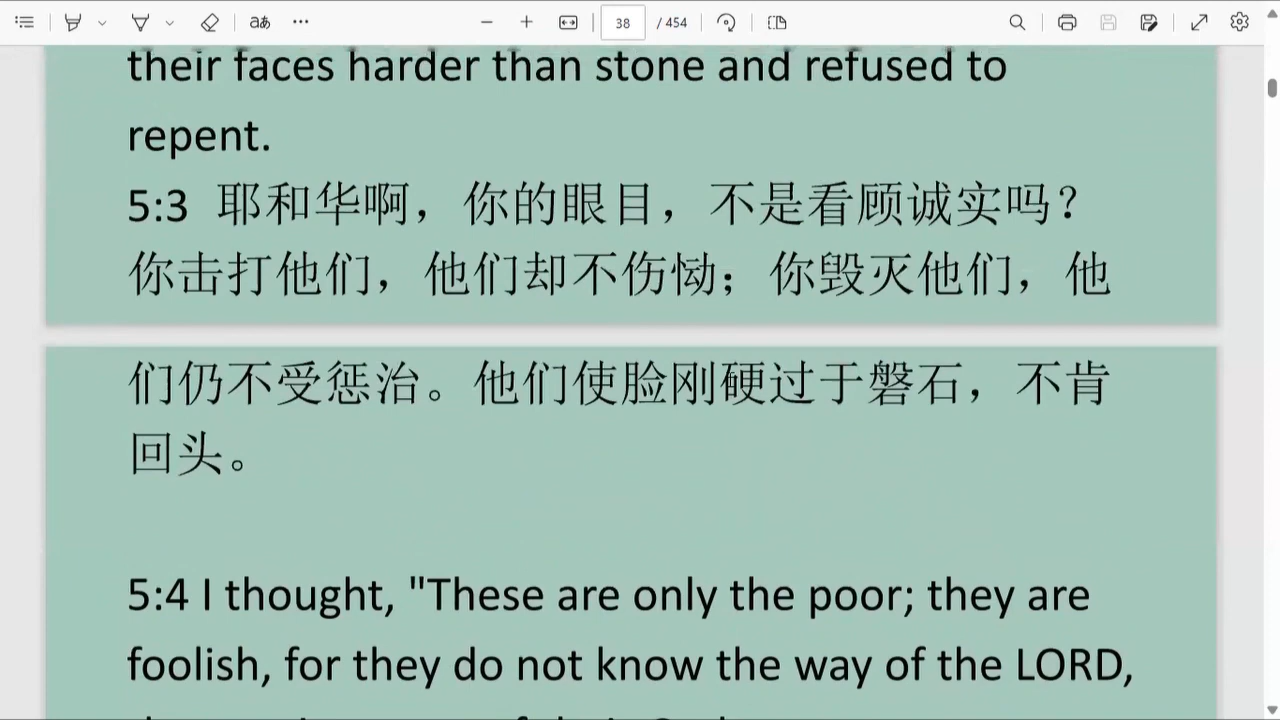 38 / 454
their faces harder than stone and refused to
repent.
5:3 耶和华啊，你的眼目，不是看顾诚实吗？
你击打他们，他们却不伤恸；你毁灭他们，他
们仍不受惩治。他们使脸刚硬过于磐石，不肯
回头。
5:4 I thought, "These are only the poor; they are
foolish, for they do not know the way of the LORD,